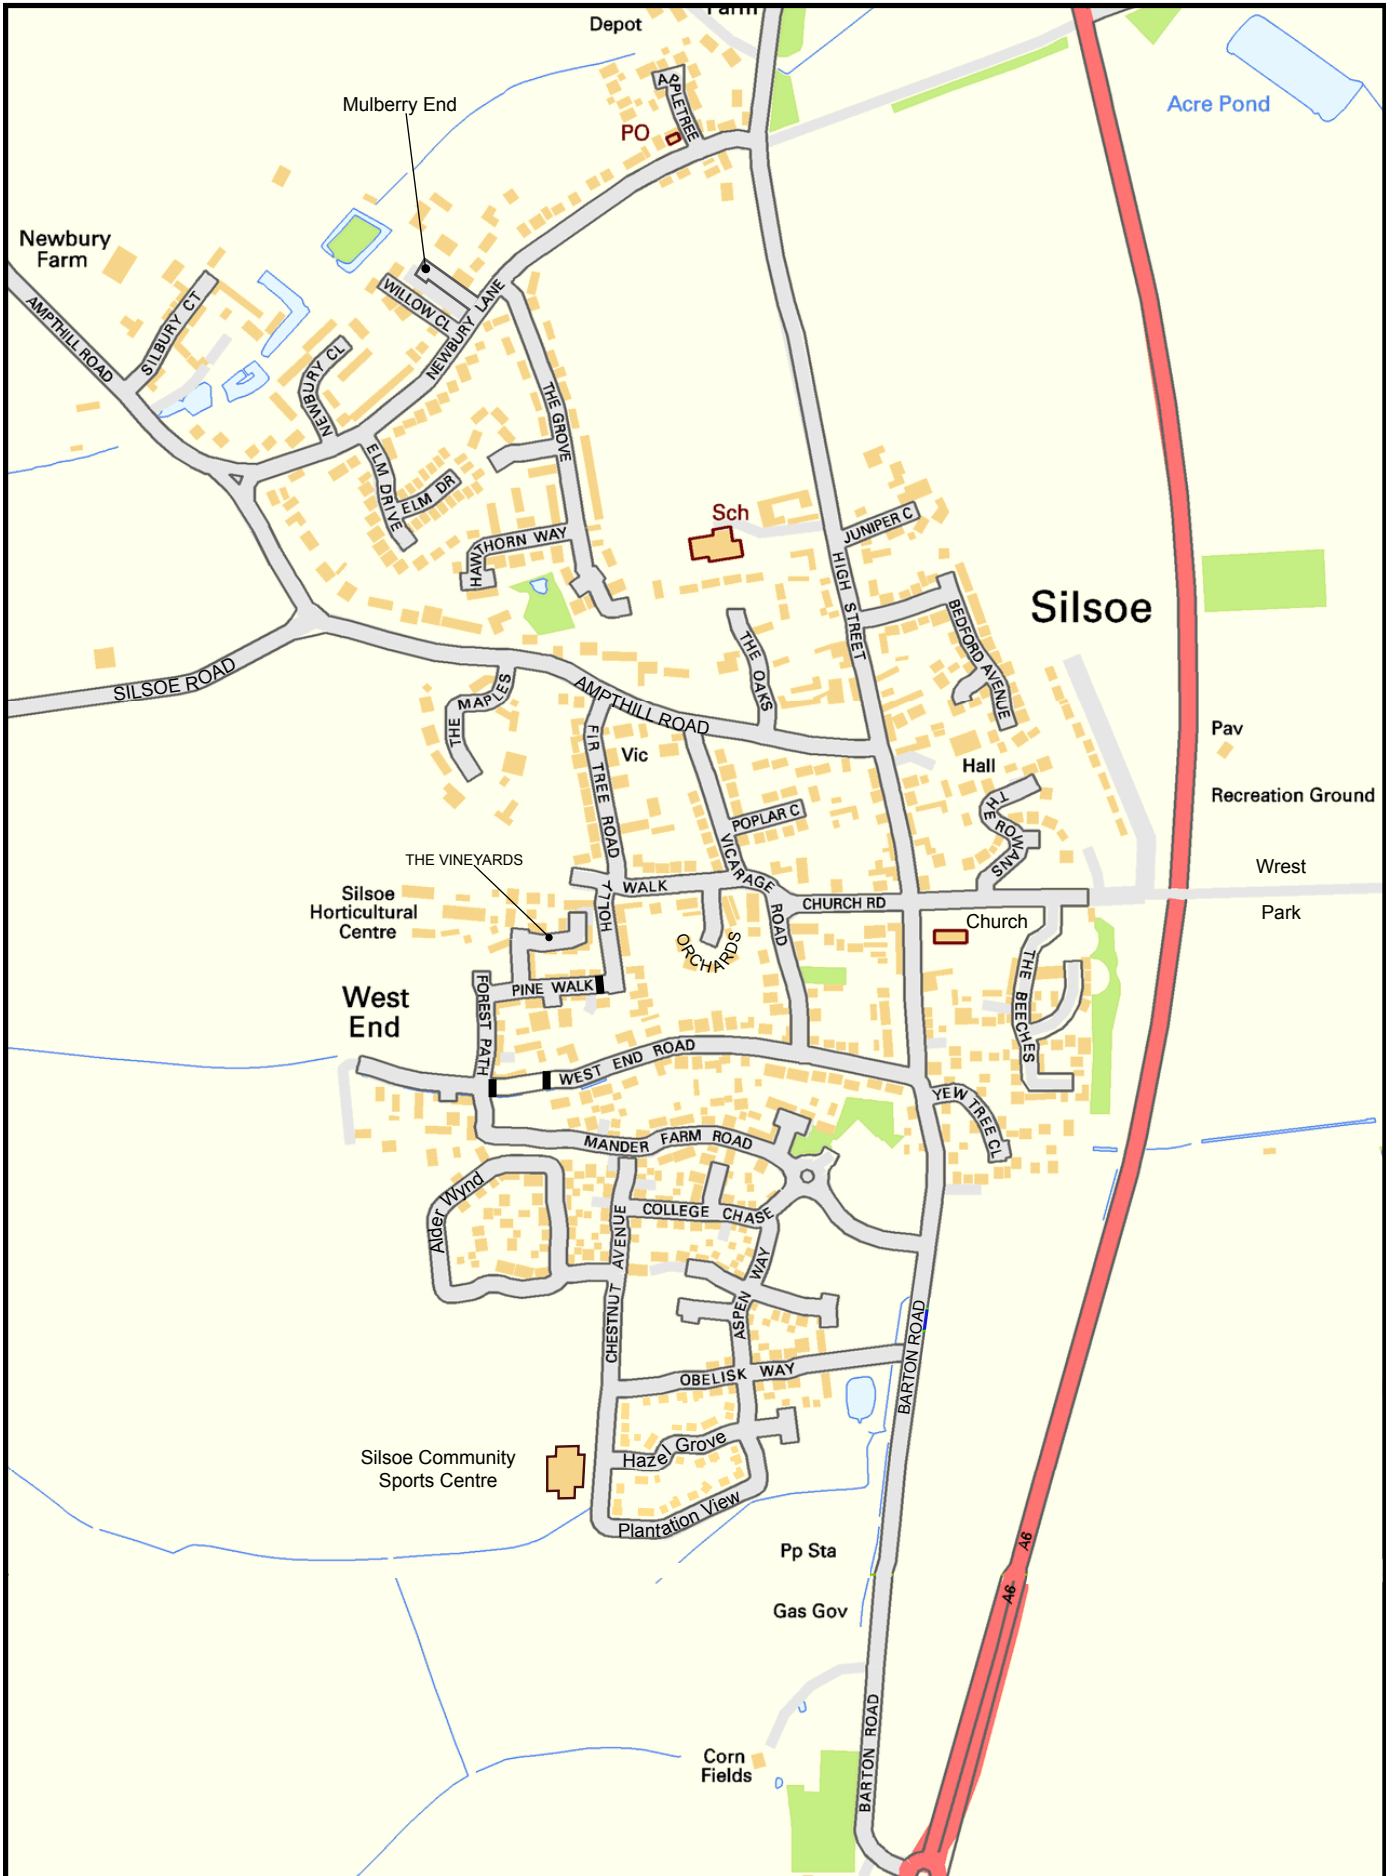 Farm
Depot
APPLETREE
PO
Acre Pond
Mulberry End
Newbury
Farm
WILLOW CL
NEWBURY LANE
AMPTHILL ROAD
SILBURY CT
NEWBURY CL
THE GROVE
ELM DRIVE
ELM DR
HAWTHORN WAY
Sch
JUNIPER C
HIGH STREET
Silsoe
BEDFORD AVENUE
THE OAKS
SILSOE ROAD
THE MAPLES
AMPTHILL ROAD
FIR TREE ROAD
Vic
Hall
Pav
Recreation Ground
THE ROWANS
POPLAR C
VICARAGE ROAD
THE VINEYARDS
HOLLY WALK
CHURCH RD
Wrest
Park
Silsoe
Horticultural
Centre
Church
ORCHARDS
THE BEECHES
PINE WALK
FOREST PATH
West
End
WEST END ROAD
YEW TREE CL
MANDER FARM ROAD
Alder Wynd
COLLEGE CHASE
CHESTNUT AVENUE
ASPEN WAY
BARTON ROAD
OBELISK WAY
Hazel Grove
Silsoe Community
Sports Centre
Plantation View
Pp Sta
A6
A6
Gas Gov
BARTON ROAD
Corn
Fields